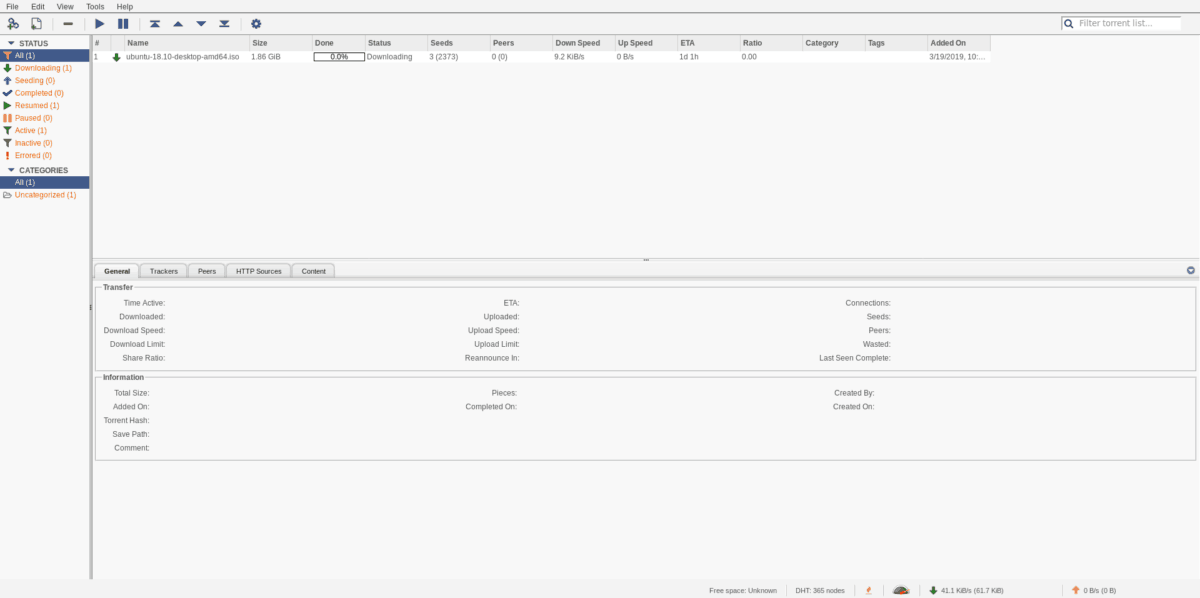 File Edit View Tools Help
Filter torrent list...
STATUS
All (1)
Downloading (1)
Seeding (0)
Completed (0)
Resumed (1)
Paused (0)
Active (1)
Inactive (0)
Errored (0)
CATEGORIES
All (1)
Uncategorized (1)
# Name Size Done Status Seeds Peers Down Speed Up Speed ETA Ratio Category Tags Added On
1 ubuntu-18.10-desktop-amd64.iso 1.86 GiB 0.0% Downloading 3 (2373) 0 (0) 9.2 KiB/s 0 B/s 1d 1h 0.00 3/19/2019, 10:...
General Trackers Peers HTTP Sources Content
Transfer
Time Active: ETA: Connections:
Downloaded: Uploaded: Seeds:
Download Speed: Upload Speed: Peers:
Download Limit: Upload Limit: Wasted:
Share Ratio: Reannounce In: Last Seen Complete:
Information
Total Size: Pieces: Created By:
Added On: Completed On: Created On:
Torrent Hash:
Save Path:
Comment:
Free space: Unknown DHT: 365 nodes 41.1 KiB/s (61.7 KiB) 0 B/s (0 B)